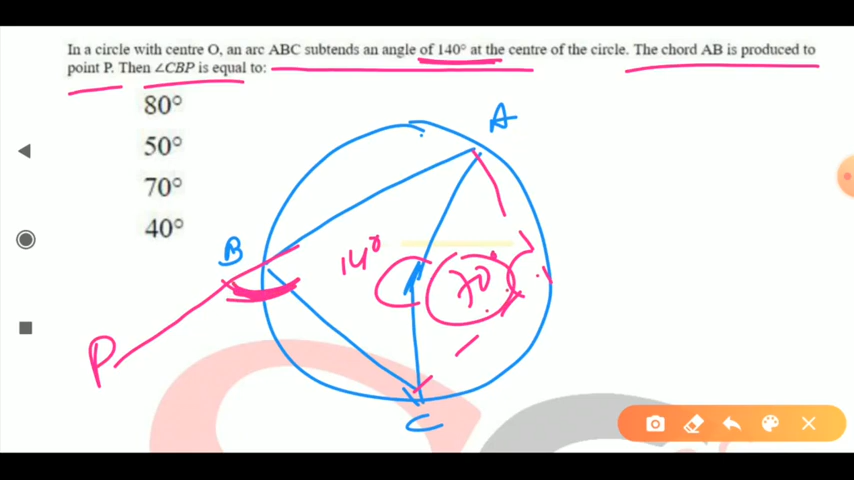 In a circle with centre O, an arc ABC subtends an angle of 140° at the centre of the circle. The chord AB is produced to
point P. Then ∠CBP is equal to:
80°
50°
70°
40°
A
B
140
70°
P
C